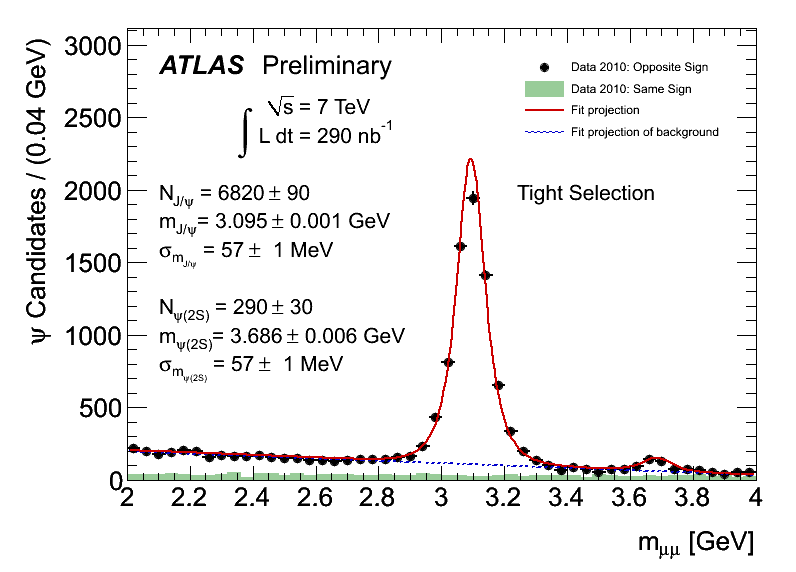 ATLAS Preliminary
√s = 7 TeV
∫ L dt = 290 nb⁻¹
N_J/ψ = 6820 ± 90
m_J/ψ = 3.095 ± 0.001 GeV
σ_m_J/ψ = 57 ± 1 MeV
N_ψ(2S) = 290 ± 30
m_ψ(2S) = 3.686 ± 0.006 GeV
σ_m_ψ(2S) = 57 ± 1 MeV
Data 2010: Opposite Sign
Data 2010: Same Sign
Fit projection
Fit projection of background
Tight Selection
ψ Candidates / (0.04 GeV)
3000
2500
2000
1500
1000
500
0
2 2.2 2.4 2.6 2.8 3 3.2 3.4 3.6 3.8 4
m_μμ [GeV]